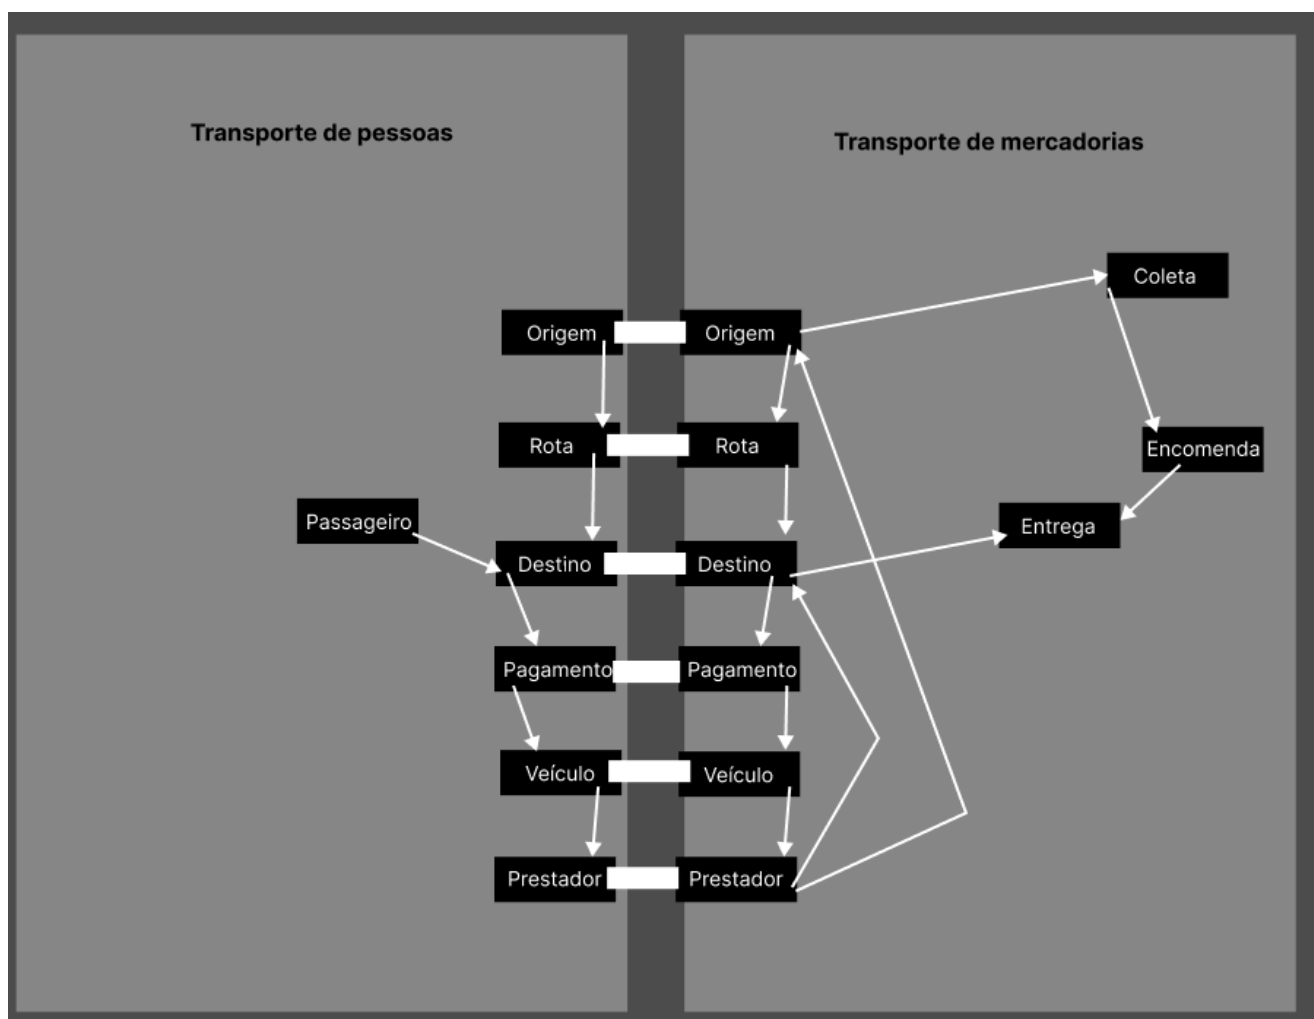 Transporte de pessoas
Transporte de mercadorias
Coleta
Origem
Origem
Rota
Rota
Encomenda
Passageiro
Entrega
Destino
Destino
Pagamento
Pagamento
Veículo
Veículo
Prestador
Prestador